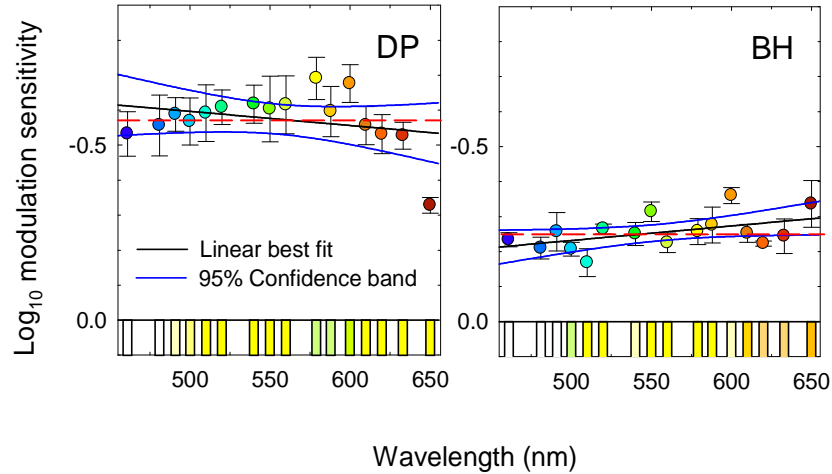 DP
BH
-0.5
-0.5
Log10 modulation sensitivity
Linear best fit
95% Confidence band
0.0
0.0
500 550 600 650
500 550 600 650
Wavelength (nm)